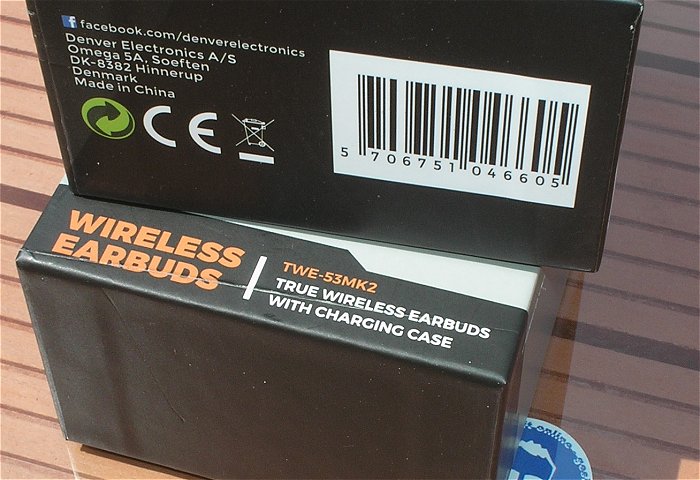 facebook.com/denverelectronics
Denver Electronics A/S
Omega 5A, Soeften
DK-8382 Hinnerup
Denmark
Made in China
CE
5 706751 046605
WIRELESS
EARBUDS
TWE-53MK2
TRUE WIRELESS EARBUDS
WITH CHARGING CASE